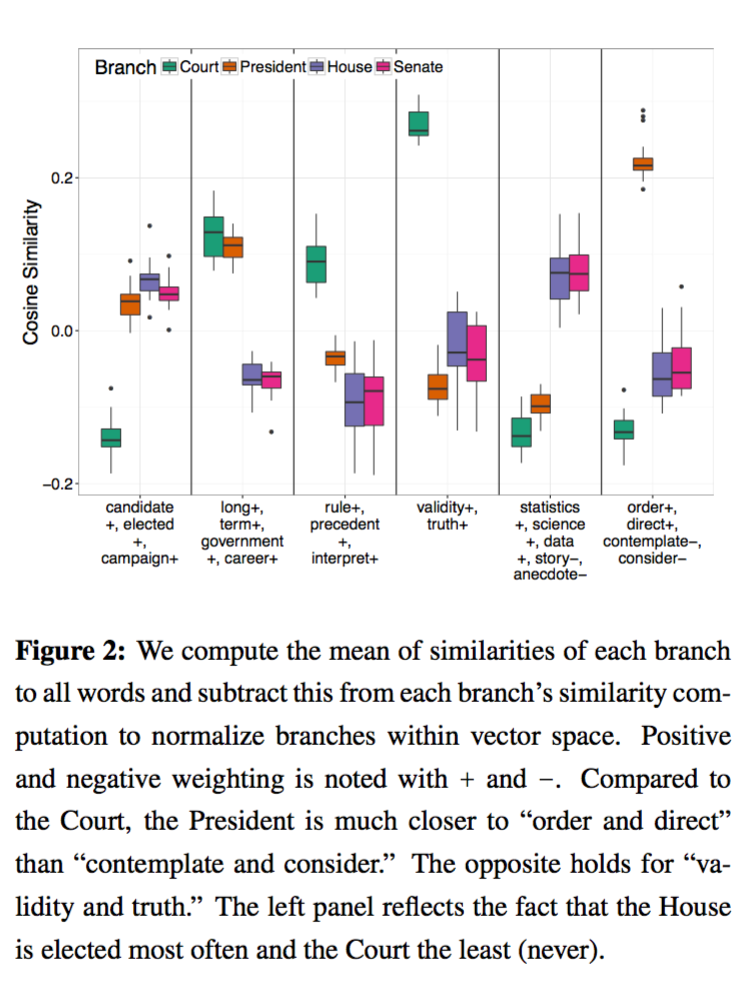 Branch Court President House Senate
Cosine Similarity
0.2
0.0
−0.2
candidate
+, elected
+,
campaign+
long+,
term+,
government
+, career+
rule+,
precedent
+,
interpret+
validity+,
truth+
statistics
+, science
+, data
+, story−,
anecdote−
order+,
direct+,
contemplate−,
consider−
Figure 2: We compute the mean of similarities of each branch
to all words and subtract this from each branch’s similarity com-
putation to normalize branches within vector space. Positive
and negative weighting is noted with + and −. Compared to
the Court, the President is much closer to “order and direct”
than “contemplate and consider.” The opposite holds for “va-
lidity and truth.” The left panel reflects the fact that the House
is elected most often and the Court the least (never).